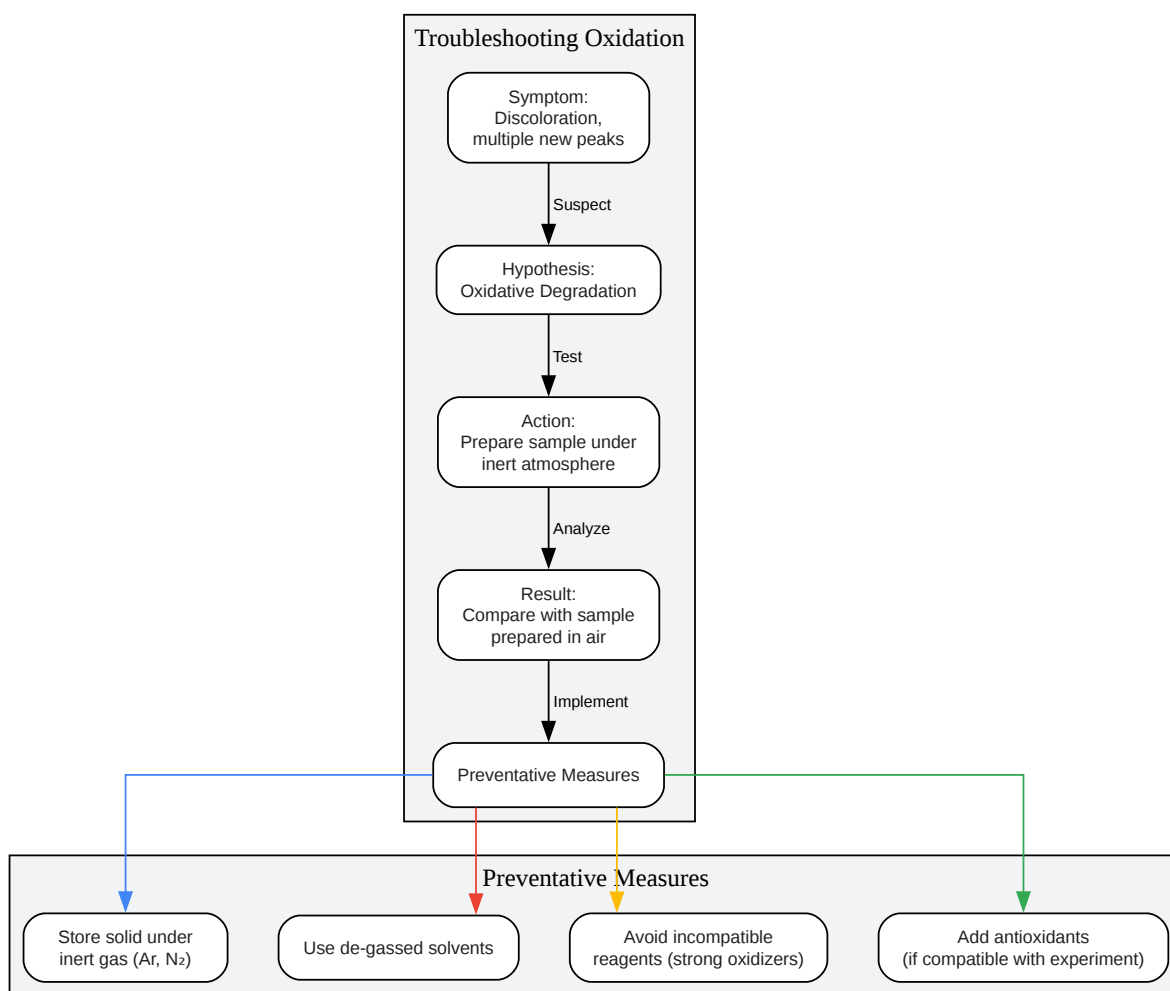 Troubleshooting Oxidation
Symptom:
Discoloration,
multiple new peaks
Suspect
Hypothesis:
Oxidative Degradation
Test
Action:
Prepare sample under
inert atmosphere
Analyze
Result:
Compare with sample
prepared in air
Implement
Preventative Measures
Preventative Measures
Store solid under
inert gas (Ar, N₂)
Use de-gassed solvents
Avoid incompatible
reagents (strong oxidizers)
Add antioxidants
(if compatible with experiment)